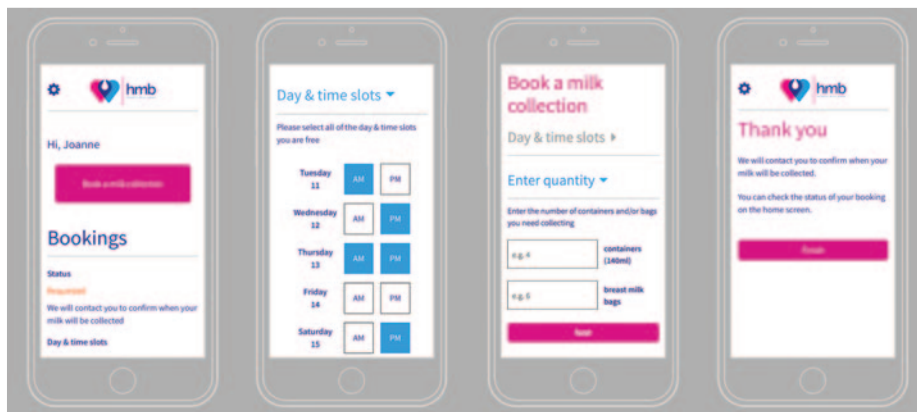 hmb
Hi, Joanne
Book a milk collection
Bookings
Status
Requested
We will contact you to confirm when your
milk will be collected
Day & time slots
Day & time slots
Please select all of the day & time slots
you are free
Tuesday
11
AM
PM
Wednesday
12
AM
PM
Thursday
13
AM
PM
Friday
14
AM
PM
Saturday
15
AM
PM
Book a milk
collection
Day & time slots
Enter quantity
Enter the number of containers and/or bags
you need collecting
e.g. 4
containers
(140ml)
e.g. 6
breast milk
bags
hmb
Thank you
We will contact you to confirm when your
milk will be collected.
You can check the status of your booking
on the home screen.